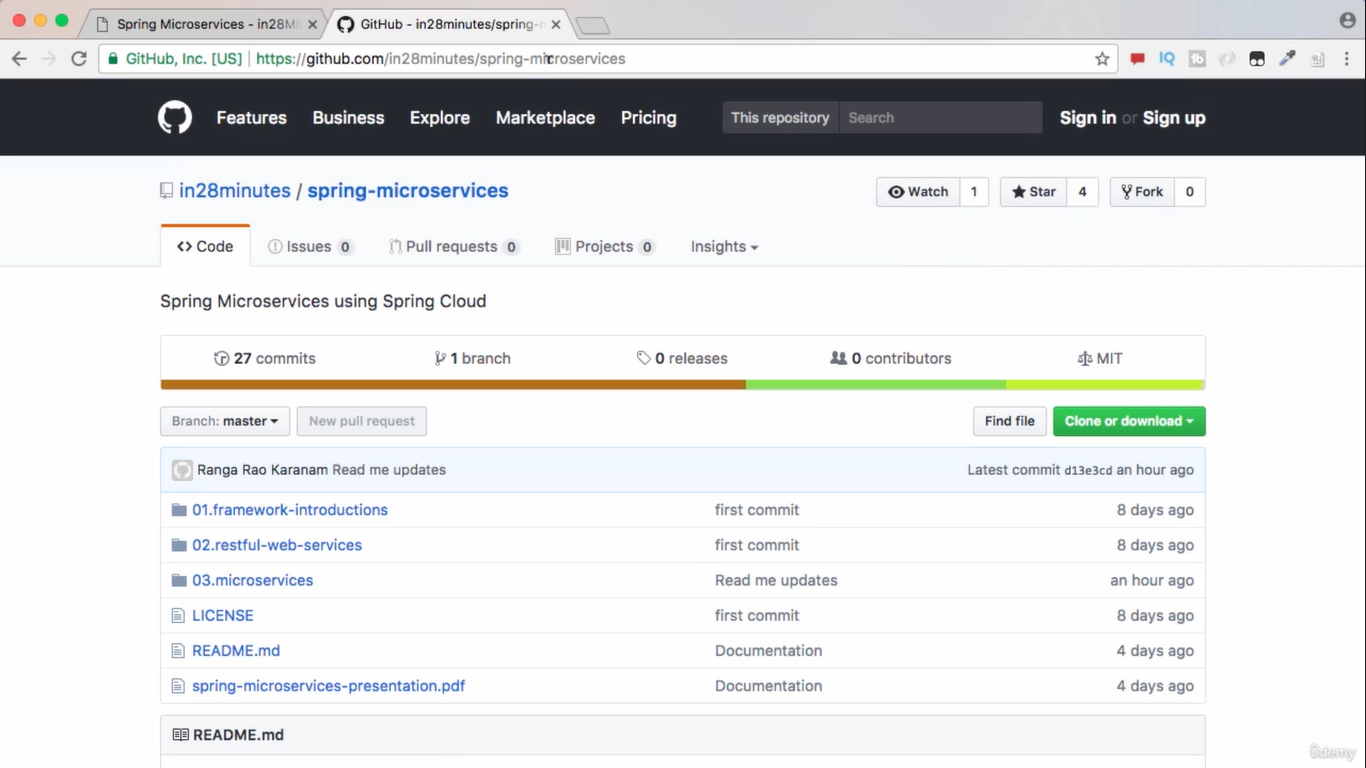 Spring Microservices - in28Mi
GitHub - in28minutes/spring-
GitHub, Inc. [US] https://github.com/in28minutes/spring-microservices
IQ
Features Business Explore Marketplace Pricing This repository Search Sign in or Sign up
in28minutes / spring-microservices Watch 1 Star 4 Fork 0
<> Code Issues 0 Pull requests 0 Projects 0 Insights
Spring Microservices using Spring Cloud
27 commits 1 branch 0 releases 0 contributors MIT
Branch: master New pull request Find file Clone or download
Ranga Rao Karanam Read me updates Latest commit d13e3cd an hour ago
01.framework-introductions first commit 8 days ago
02.restful-web-services first commit 8 days ago
03.microservices Read me updates an hour ago
LICENSE first commit 8 days ago
README.md Documentation 4 days ago
spring-microservices-presentation.pdf Documentation 4 days ago
README.md
ûdemy